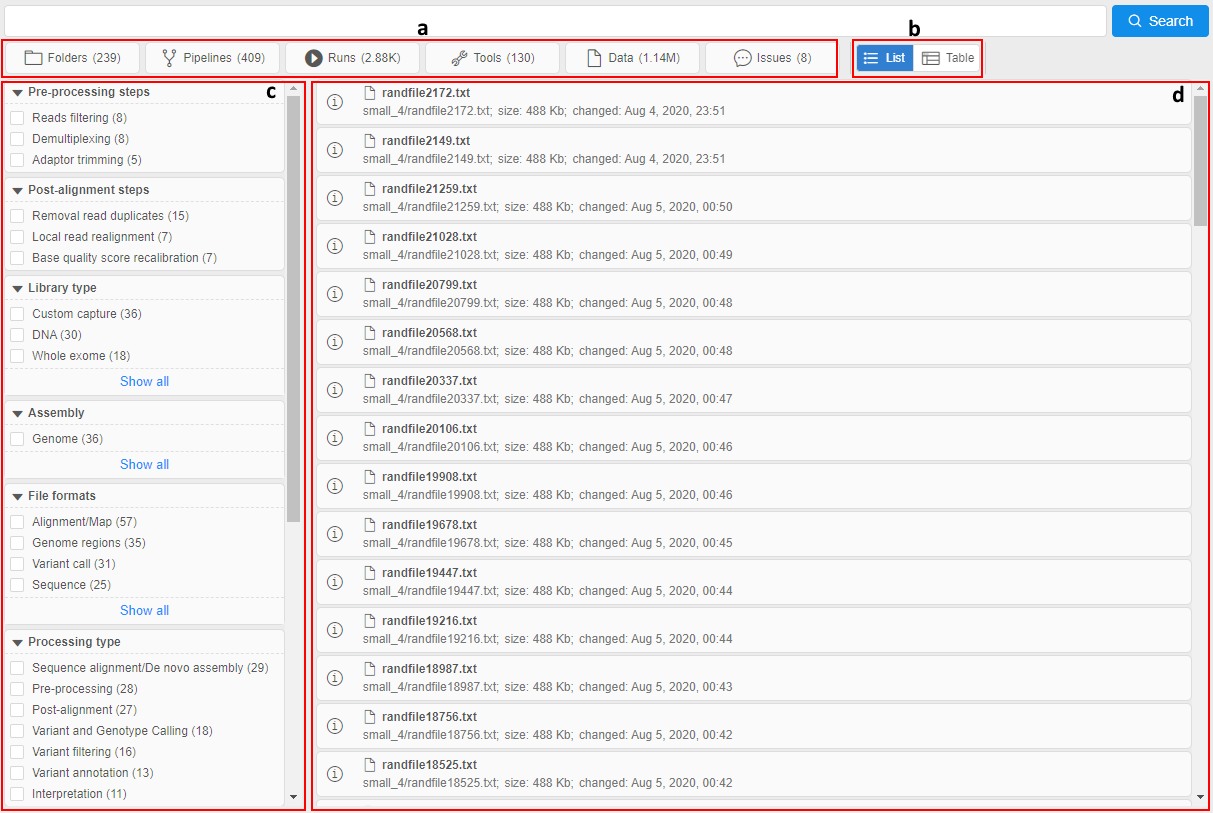 Search
a
b
Folders (239) Pipelines (409) Runs (2.88K) Tools (130) Data (1.14M) Issues (8) List Table
c
Pre-processing steps
Reads filtering (8)
Demultiplexing (8)
Adaptor trimming (5)
Post-alignment steps
Removal read duplicates (15)
Local read realignment (7)
Base quality score recalibration (7)
Library type
Custom capture (36)
DNA (30)
Whole exome (18)
Show all
Assembly
Genome (36)
Show all
File formats
Alignment/Map (57)
Genome regions (35)
Variant call (31)
Sequence (25)
Show all
Processing type
Sequence alignment/De novo assembly (29)
Pre-processing (28)
Post-alignment (27)
Variant and Genotype Calling (18)
Variant filtering (16)
Variant annotation (13)
Interpretation (11)
d
randfile2172.txt
small_4/randfile2172.txt; size: 488 Kb; changed: Aug 4, 2020, 23:51
randfile2149.txt
small_4/randfile2149.txt; size: 488 Kb; changed: Aug 4, 2020, 23:51
randfile21259.txt
small_4/randfile21259.txt; size: 488 Kb; changed: Aug 5, 2020, 00:50
randfile21028.txt
small_4/randfile21028.txt; size: 488 Kb; changed: Aug 5, 2020, 00:49
randfile20799.txt
small_4/randfile20799.txt; size: 488 Kb; changed: Aug 5, 2020, 00:48
randfile20568.txt
small_4/randfile20568.txt; size: 488 Kb; changed: Aug 5, 2020, 00:48
randfile20337.txt
small_4/randfile20337.txt; size: 488 Kb; changed: Aug 5, 2020, 00:47
randfile20106.txt
small_4/randfile20106.txt; size: 488 Kb; changed: Aug 5, 2020, 00:46
randfile19908.txt
small_4/randfile19908.txt; size: 488 Kb; changed: Aug 5, 2020, 00:46
randfile19678.txt
small_4/randfile19678.txt; size: 488 Kb; changed: Aug 5, 2020, 00:45
randfile19447.txt
small_4/randfile19447.txt; size: 488 Kb; changed: Aug 5, 2020, 00:44
randfile19216.txt
small_4/randfile19216.txt; size: 488 Kb; changed: Aug 5, 2020, 00:44
randfile18987.txt
small_4/randfile18987.txt; size: 488 Kb; changed: Aug 5, 2020, 00:43
randfile18756.txt
small_4/randfile18756.txt; size: 488 Kb; changed: Aug 5, 2020, 00:42
randfile18525.txt
small_4/randfile18525.txt; size: 488 Kb; changed: Aug 5, 2020, 00:42